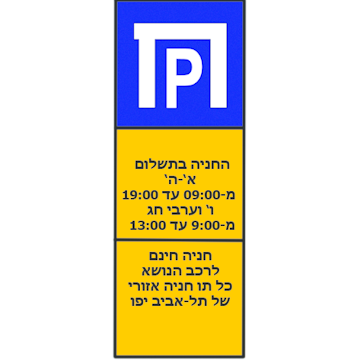 P
החניה בתשלום
א'-ה'
מ-09:00 עד 19:00
ו' וערבי חג
מ-9:00 עד 13:00
חניה חינם
לרכב הנושא
כל תו חניה אזורי
של תל-אביב יפו